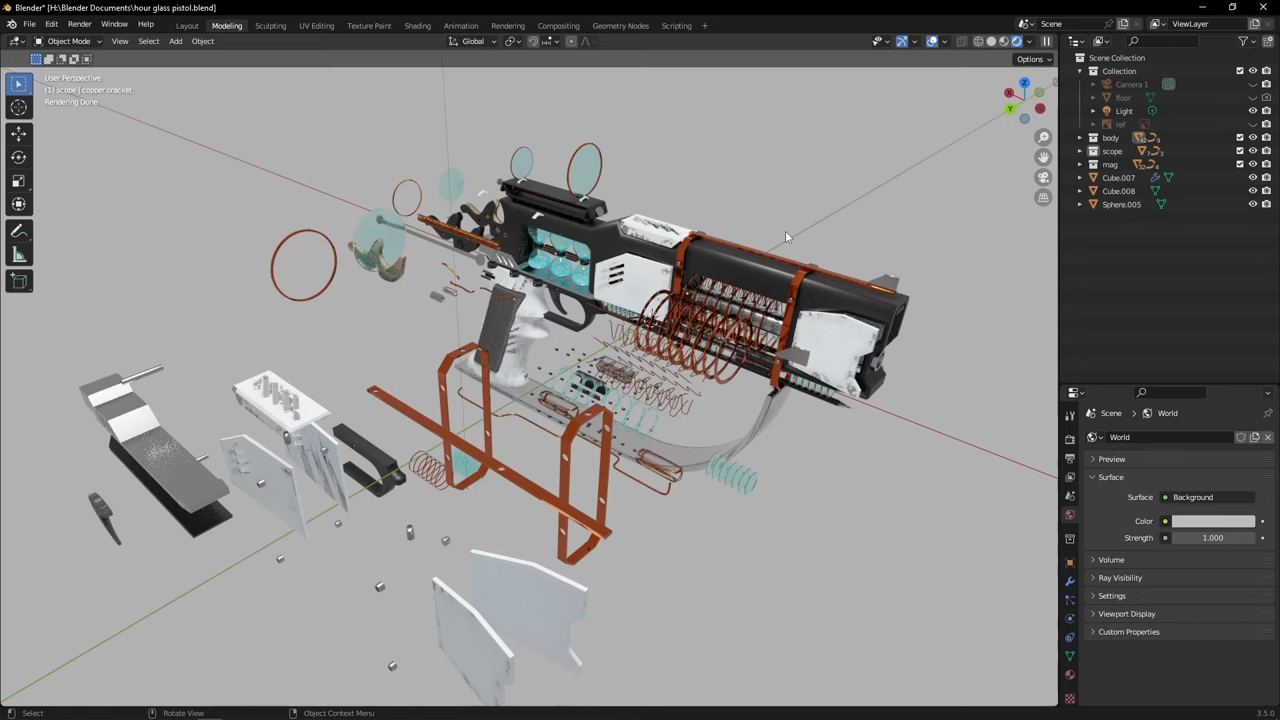 Blender* [H:\Blender Documents\hour glass pistol.blend]
File Edit Render Window Help Layout Modeling Sculpting UV Editing Texture Paint Shading Animation Rendering Compositing Geometry Nodes Scripting + Scene ViewLayer
Object Mode View Select Add Object Global
Options
User Perspective
(1) scope | copper bracket
Rendering Done
Z
X
Y
Scene Collection
Collection
Camera 1
floor
Light
ref
body
scope
mag
Cube.007
Cube.008
Sphere.005
Scene World
World
Preview
Surface
Surface Background
Color
Strength 1.000
Volume
Ray Visibility
Settings
Viewport Display
Custom Properties
Select Rotate View Object Context Menu 3.5.0